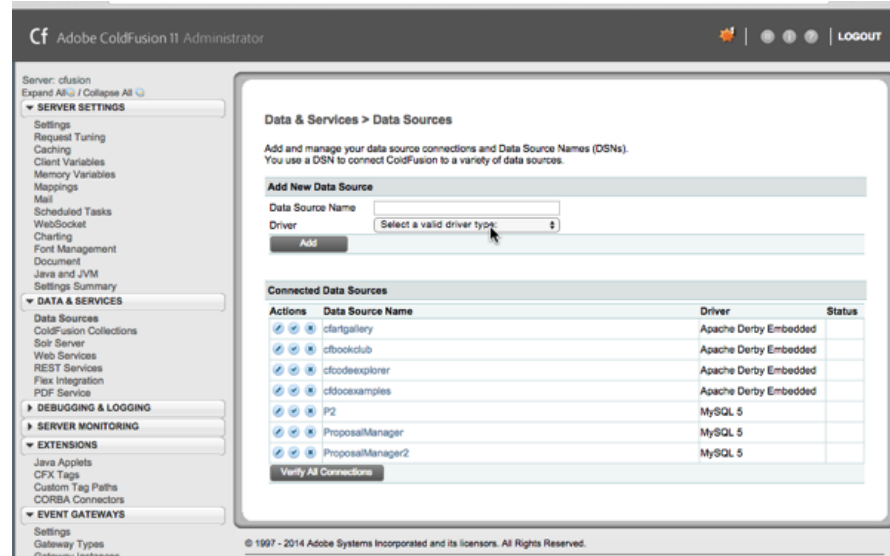 Cf Adobe ColdFusion 11 Administrator
LOGOUT
Server: cfusion
Expand All / Collapse All
SERVER SETTINGS
Settings
Request Tuning
Caching
Client Variables
Memory Variables
Mappings
Mail
Scheduled Tasks
WebSocket
Charting
Font Management
Document
Java and JVM
Settings Summary
DATA & SERVICES
Data Sources
ColdFusion Collections
Solr Server
Web Services
REST Services
Flex Integration
PDF Service
DEBUGGING & LOGGING
SERVER MONITORING
EXTENSIONS
Java Applets
CFX Tags
Custom Tag Paths
CORBA Connectors
EVENT GATEWAYS
Settings
Gateway Types
Gateway Instances
Data & Services > Data Sources
Add and manage your data source connections and Data Source Names (DSNs).
You use a DSN to connect ColdFusion to a variety of data sources.
Add New Data Source
Data Source Name
Driver Select a valid driver type:
Add
Connected Data Sources
Actions Data Source Name Driver Status
cfartgallery Apache Derby Embedded
cfbookclub Apache Derby Embedded
cfcodeexplorer Apache Derby Embedded
cfdocexamples Apache Derby Embedded
P2 MySQL 5
ProposalManager MySQL 5
ProposalManager2 MySQL 5
Verify All Connections
© 1997 - 2014 Adobe Systems Incorporated and its licensors. All Rights Reserved.